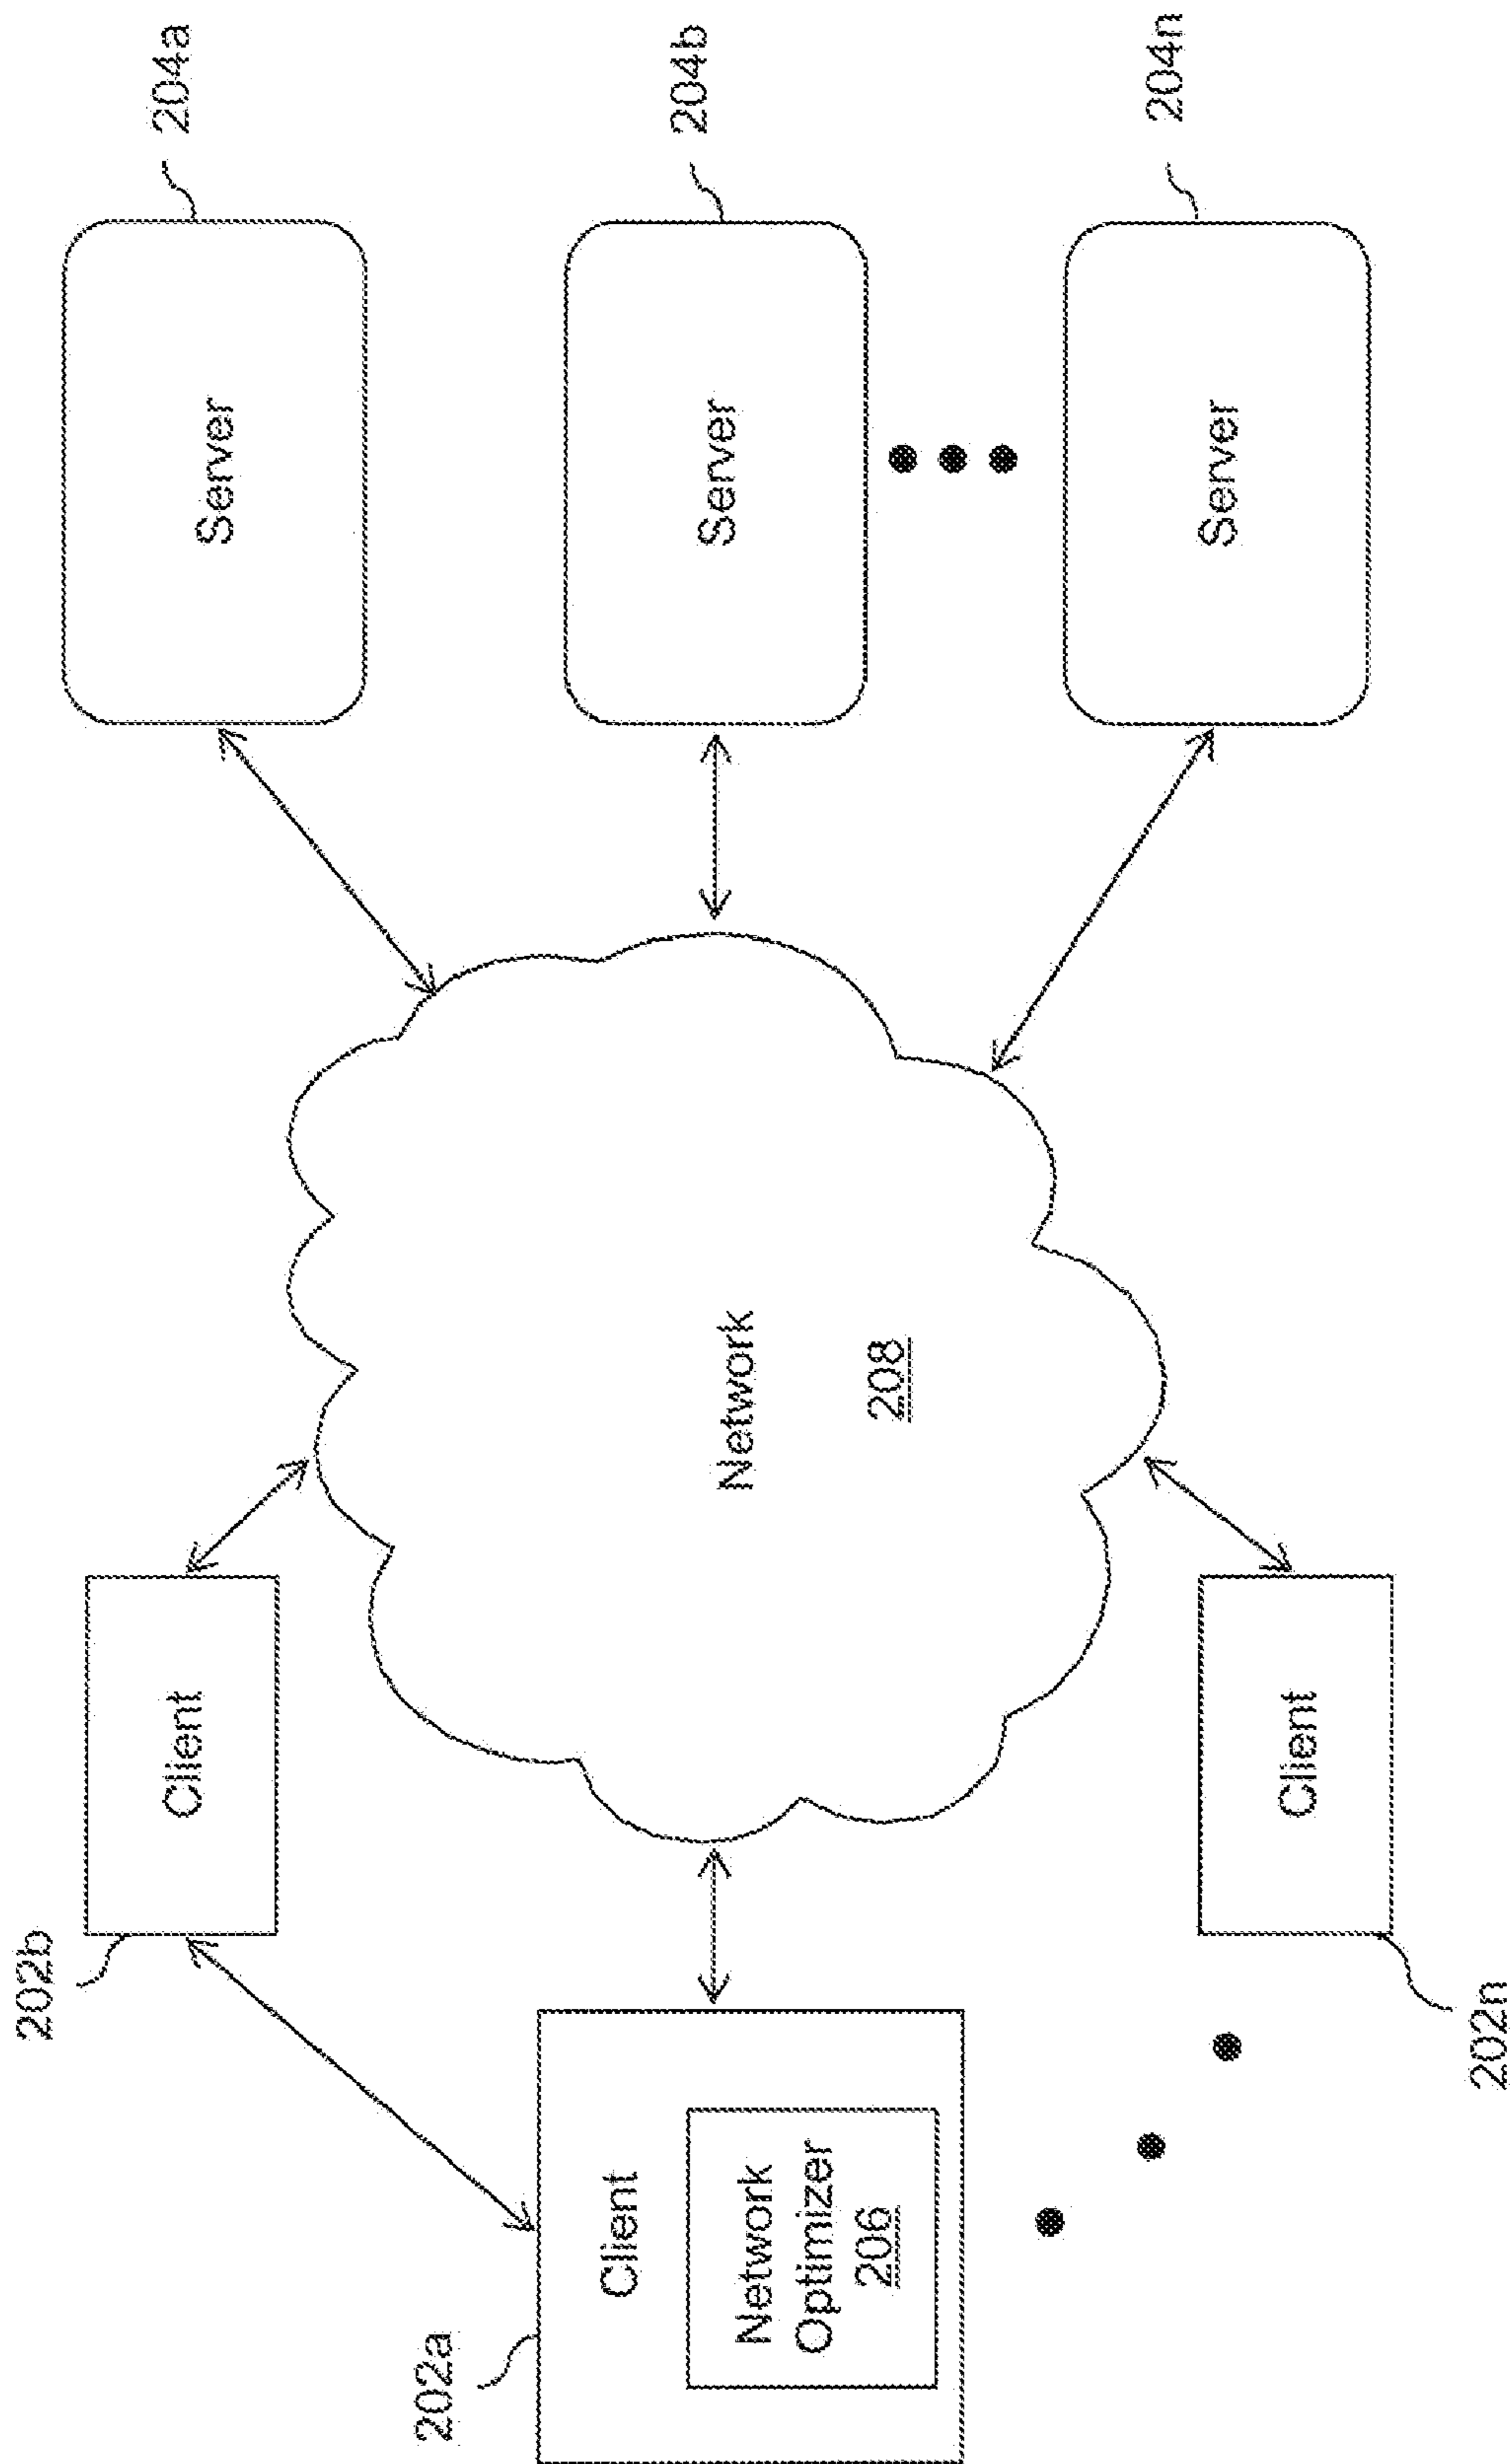 202b
Client
Server
204a
202a
Client
Network
Optimizer
206
Network
208
Server
204b
202n
Client
Server
204n